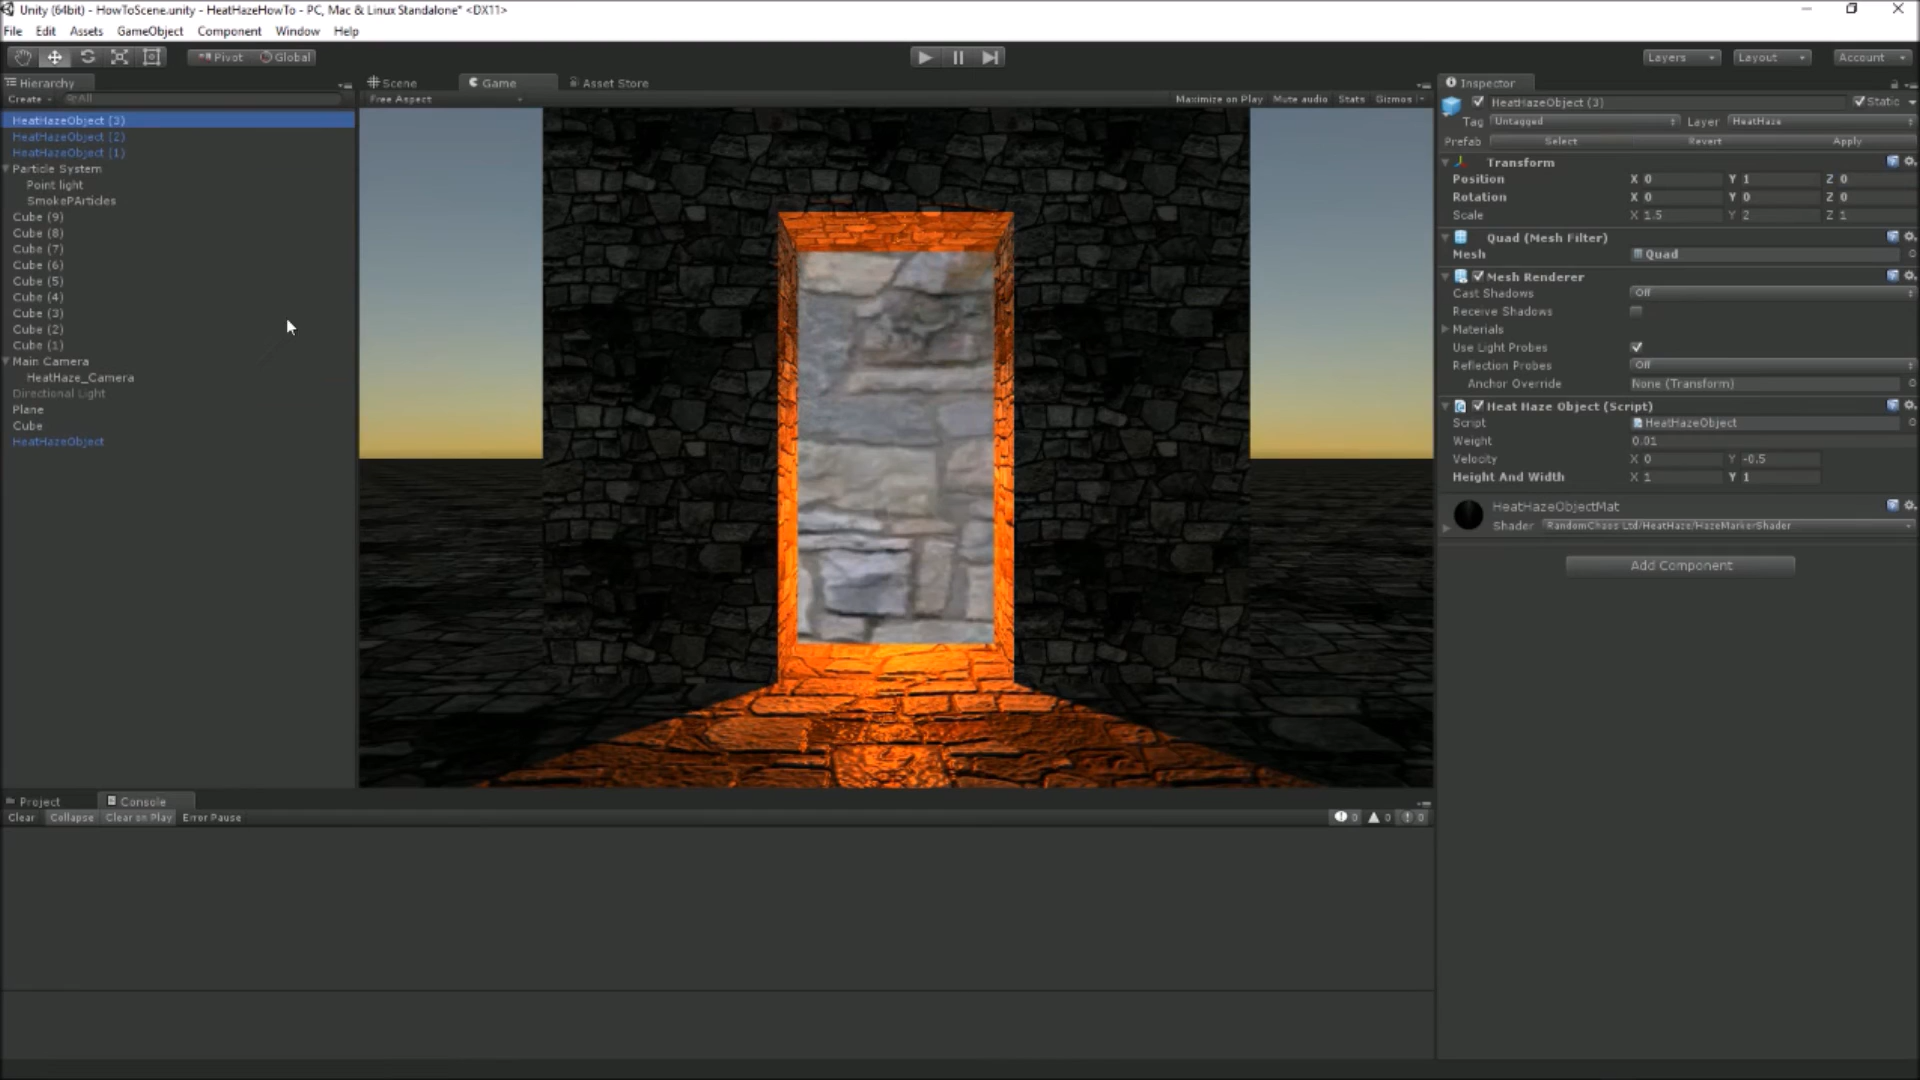 Unity (64bit) - HowToScene.unity - HeatHazeHowTo - PC, Mac & Linux Standalone* <DX11>
File Edit Assets GameObject Component Window Help
Pivot Global Layers Layout Account
Hierarchy
Create All
HeatHazeObject (3)
HeatHazeObject (2)
HeatHazeObject (1)
Particle System
Point light
SmokePArticles
Cube (9)
Cube (8)
Cube (7)
Cube (6)
Cube (5)
Cube (4)
Cube (3)
Cube (2)
Cube (1)
Main Camera
HeatHaze_Camera
Directional Light
Plane
Cube
HeatHazeObject
Scene Game Asset Store
Free Aspect Maximize on Play Mute audio Stats Gizmos
Inspector
HeatHazeObject (3) Static
Tag Untagged Layer HeatHaze
Prefab Select Revert Apply
Transform
Position X 0 Y 1 Z 0
Rotation X 0 Y 0 Z 0
Scale X 1.5 Y 2 Z 1
Quad (Mesh Filter)
Mesh Quad
Mesh Renderer
Cast Shadows Off
Receive Shadows
Materials
Use Light Probes
Reflection Probes Off
Anchor Override None (Transform)
Heat Haze Object (Script)
Script HeatHazeObject
Weight 0.01
Velocity X 0 Y -0.5
Height And Width X 1 Y 1
HeatHazeObjectMat
Shader RandomChaos Ltd/HeatHaze/HazeMarkerShader
Add Component
Project Console
Clear Collapse Clear on Play Error Pause 0 0 0